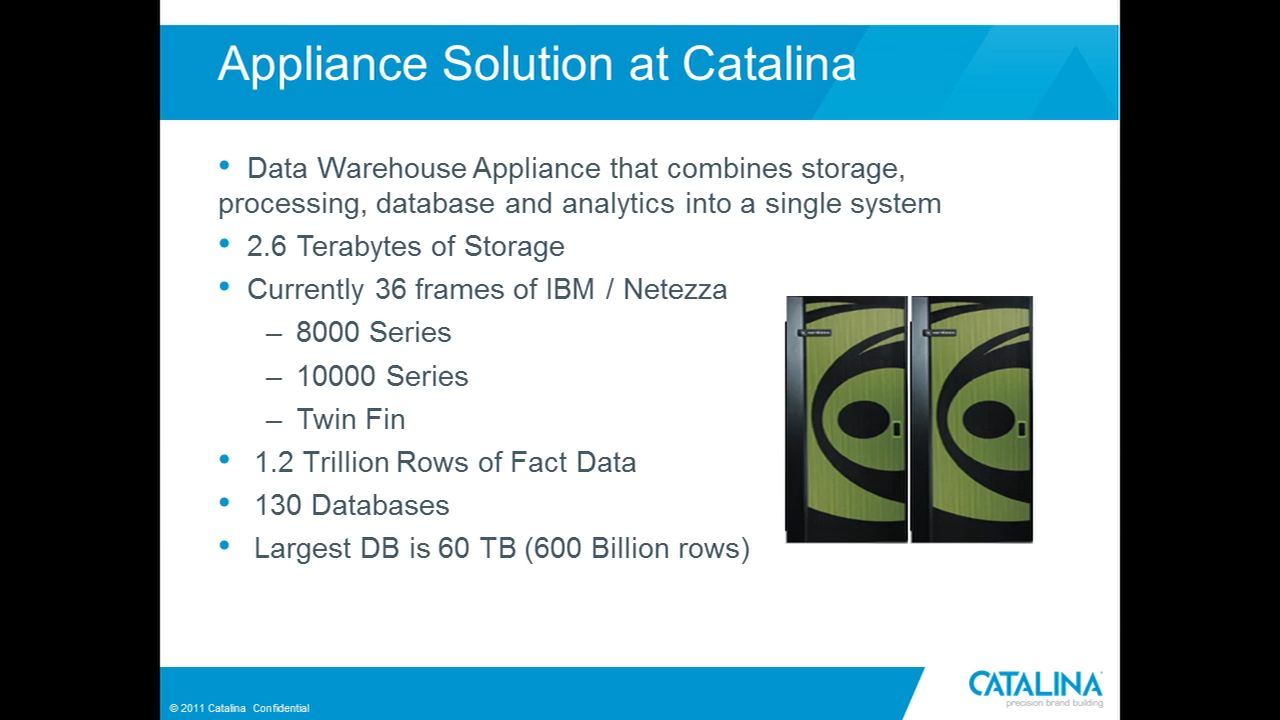 Appliance Solution at Catalina
• Data Warehouse Appliance that combines storage,
processing, database and analytics into a single system
• 2.6 Terabytes of Storage
• Currently 36 frames of IBM / Netezza
– 8000 Series
– 10000 Series
– Twin Fin
• 1.2 Trillion Rows of Fact Data
• 130 Databases
• Largest DB is 60 TB (600 Billion rows)
© 2011 Catalina Confidential
CATALINA
precision brand building